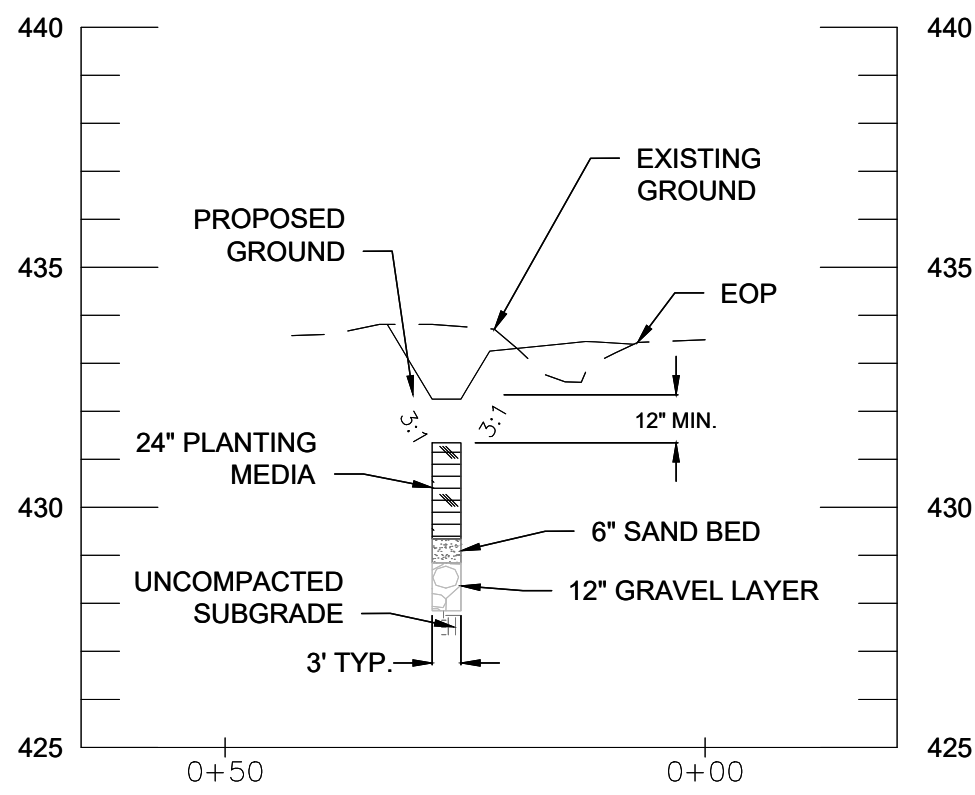 440
440
EXISTING
GROUND
PROPOSED
GROUND
435
435
EOP
3:1
3:1
12" MIN.
24" PLANTING
MEDIA
430
430
6" SAND BED
UNCOMPACTED
SUBGRADE
12" GRAVEL LAYER
3' TYP.
425
425
0+50
0+00